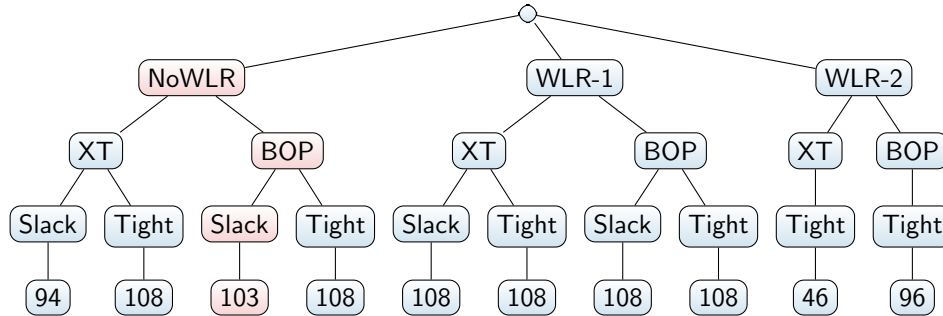 NoWLR WLR-1 WLR-2
XT BOP XT BOP XT BOP
Slack Tight Slack Tight Slack Tight Slack Tight Tight Tight
94 108 103 108 108 108 108 108 46 96